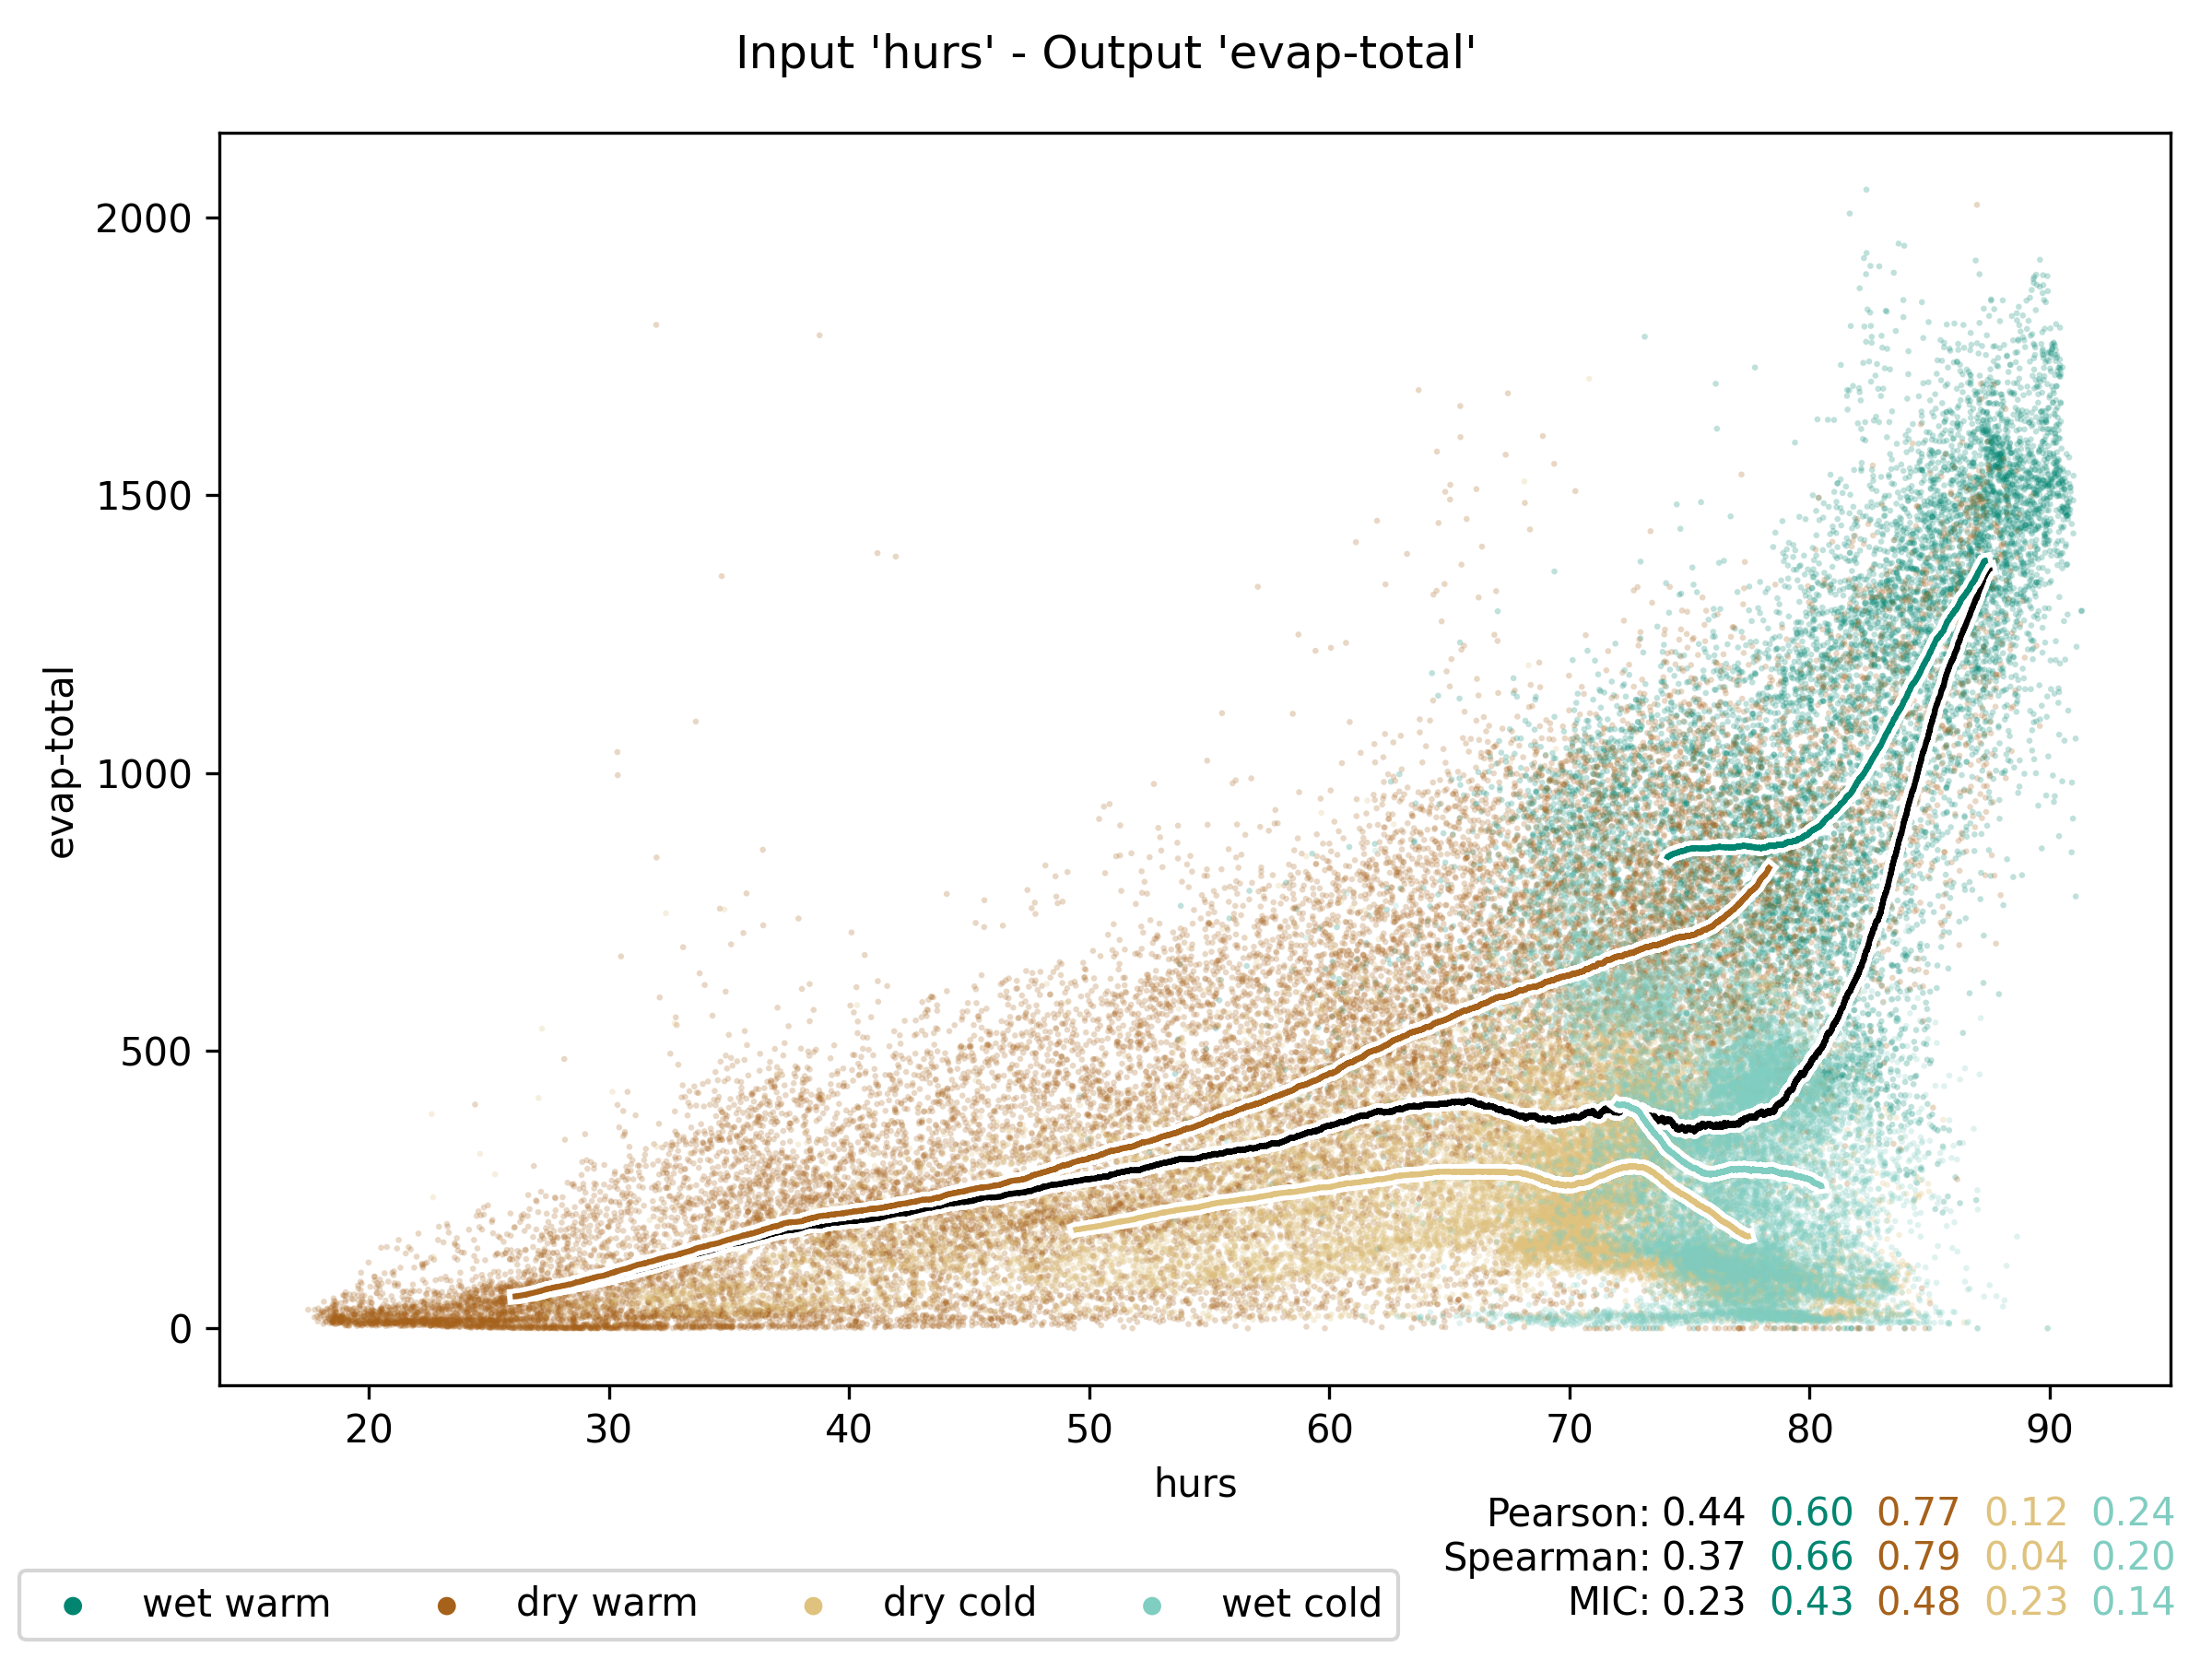 Input 'hurs' - Output 'evap-total'
2000
1500
1000
500
0
evap-total
20 30 40 50 60 70 80 90
hurs
Pearson: 0.44 0.60 0.77 0.12 0.24
Spearman: 0.37 0.66 0.79 0.04 0.20
MIC: 0.23 0.43 0.48 0.23 0.14
wet warm dry warm dry cold wet cold